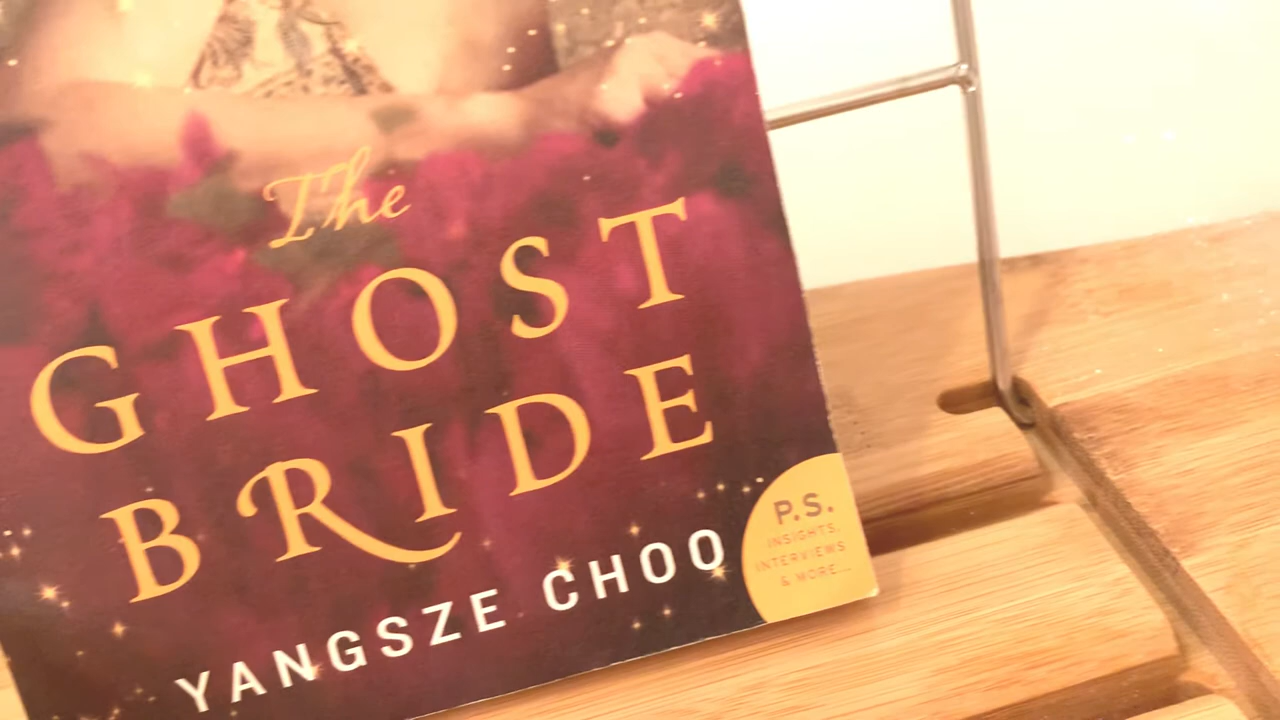 The
GHOST
BRIDE
YANGSZE CHOO
P.S.
INSIGHTS,
INTERVIEWS
& MORE...